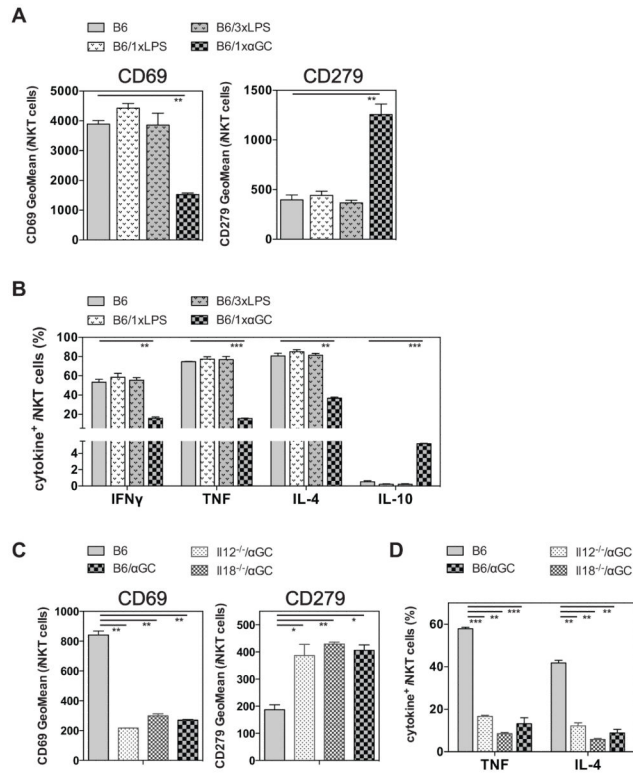 A
B6
B6/3xLPS
B6/1xLPS
B6/1xαGC
CD69
CD279
CD69 GeoMean (iNKT cells)
5000
4000
3000
2000
1000
0
**
CD279 GeoMean (iNKT cells)
1500
1000
500
0
**
B
B6
B6/3xLPS
B6/1xLPS
B6/1xαGC
cytokine⁺ iNKT cells (%)
100
80
60
40
20
4
2
0
**
***
**
***
IFNγ TNF IL-4 IL-10
C
B6
Il12⁻/⁻/αGC
B6/αGC
Il18⁻/⁻/αGC
CD69
CD279
CD69 GeoMean (iNKT cells)
1000
800
600
400
200
0
** ** **
CD279 GeoMean (iNKT cells)
500
400
300
200
100
0
* ** *
D
B6
Il12⁻/⁻/αGC
B6/αGC
Il18⁻/⁻/αGC
cytokine⁺ iNKT cells (%)
60
40
20
0
*** ** ***
** ** **
TNF IL-4